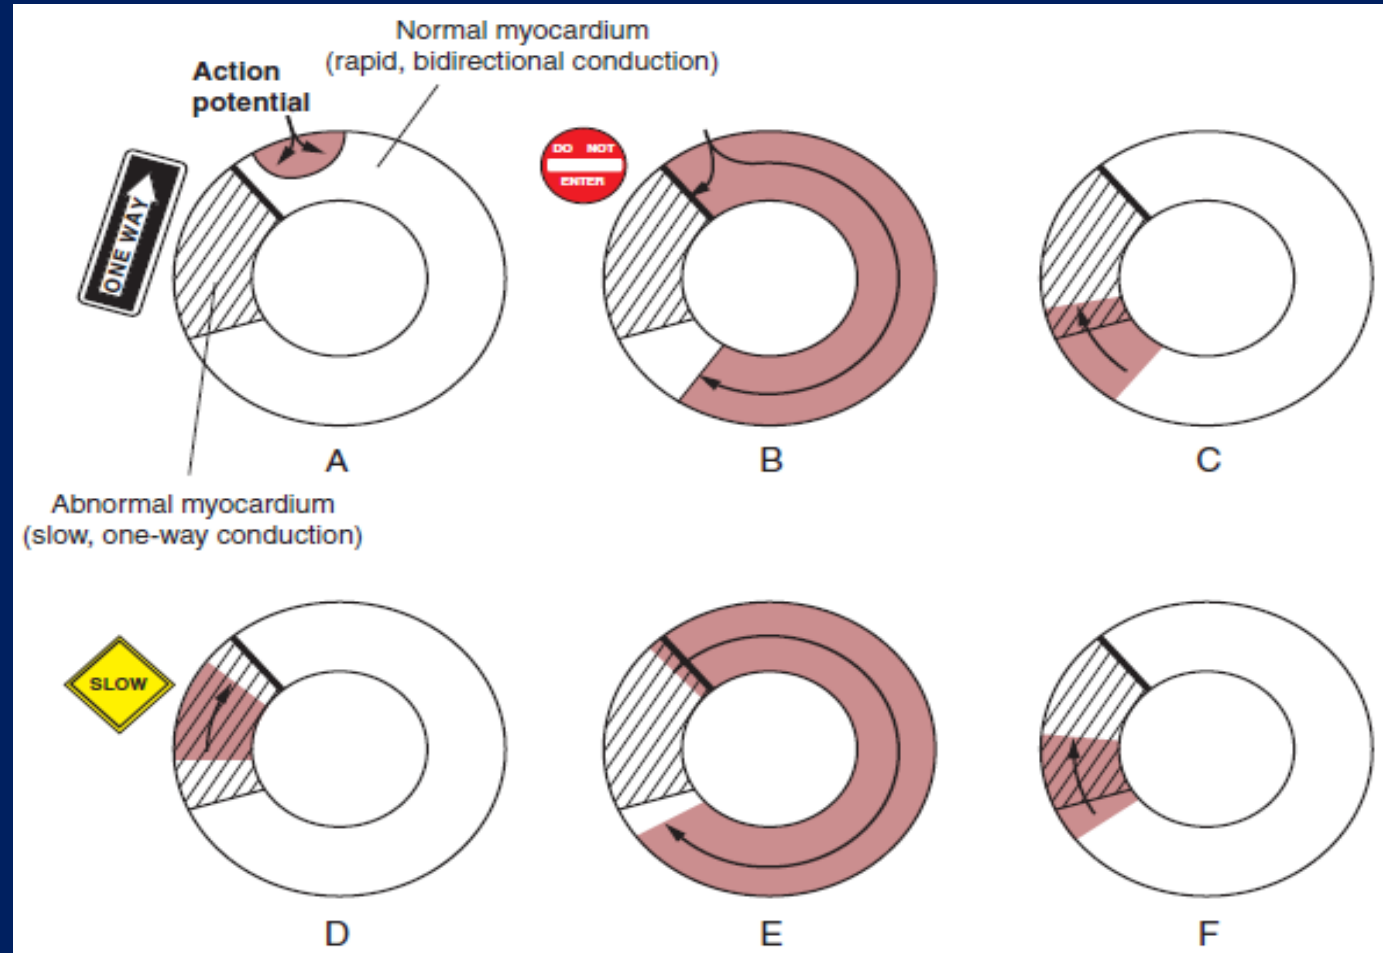 Normal myocardium
(rapid, bidirectional conduction)
Action
potential
ONE WAY
DO NOT
ENTER
A
B
C
Abnormal myocardium
(slow, one-way conduction)
SLOW
D
E
F